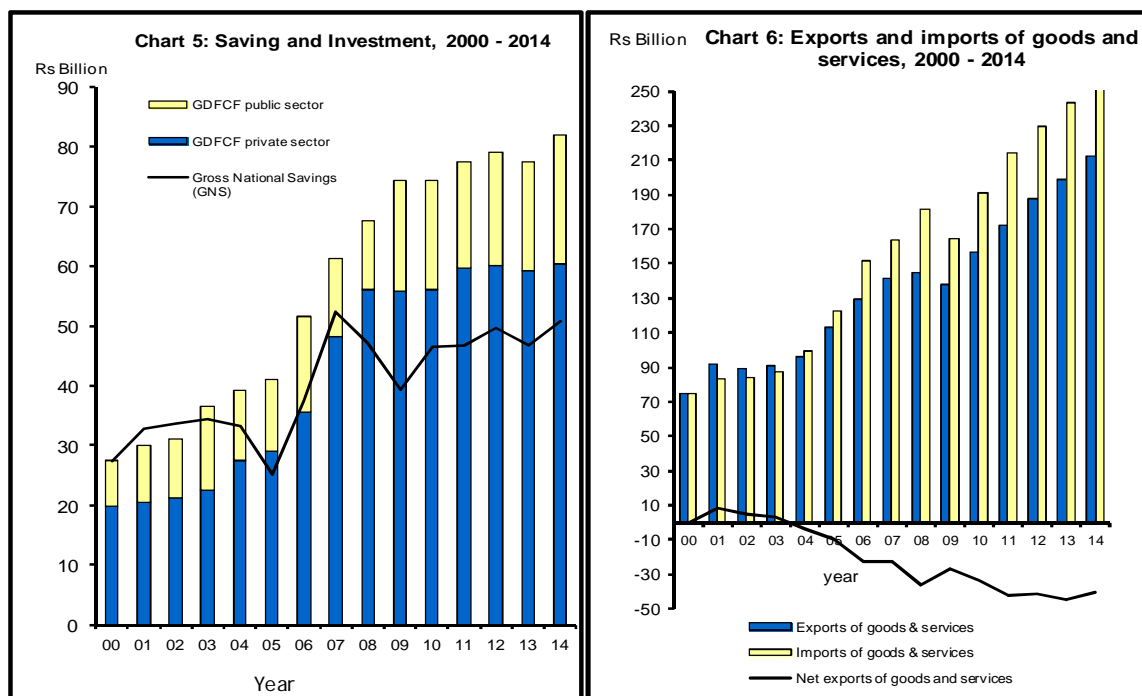 Chart 5: Saving and Investment, 2000 - 2014
Rs Billion
90
80
70
60
50
40
30
20
10
0
GDFCF public sector
GDFCF private sector
Gross National Savings
(GNS)
00 01 02 03 04 05 06 07 08 09 10 11 12 13 14
Year
Rs Billion
Chart 6: Exports and imports of goods and
services, 2000 - 2014
250
230
210
190
170
150
130
110
90
70
50
30
10
-10
-30
-50
00 01 02 03 04 05 06 07 08 09 10 11 12 13 14
year
Exports of goods & services
Imports of goods & services
Net exports of goods and services